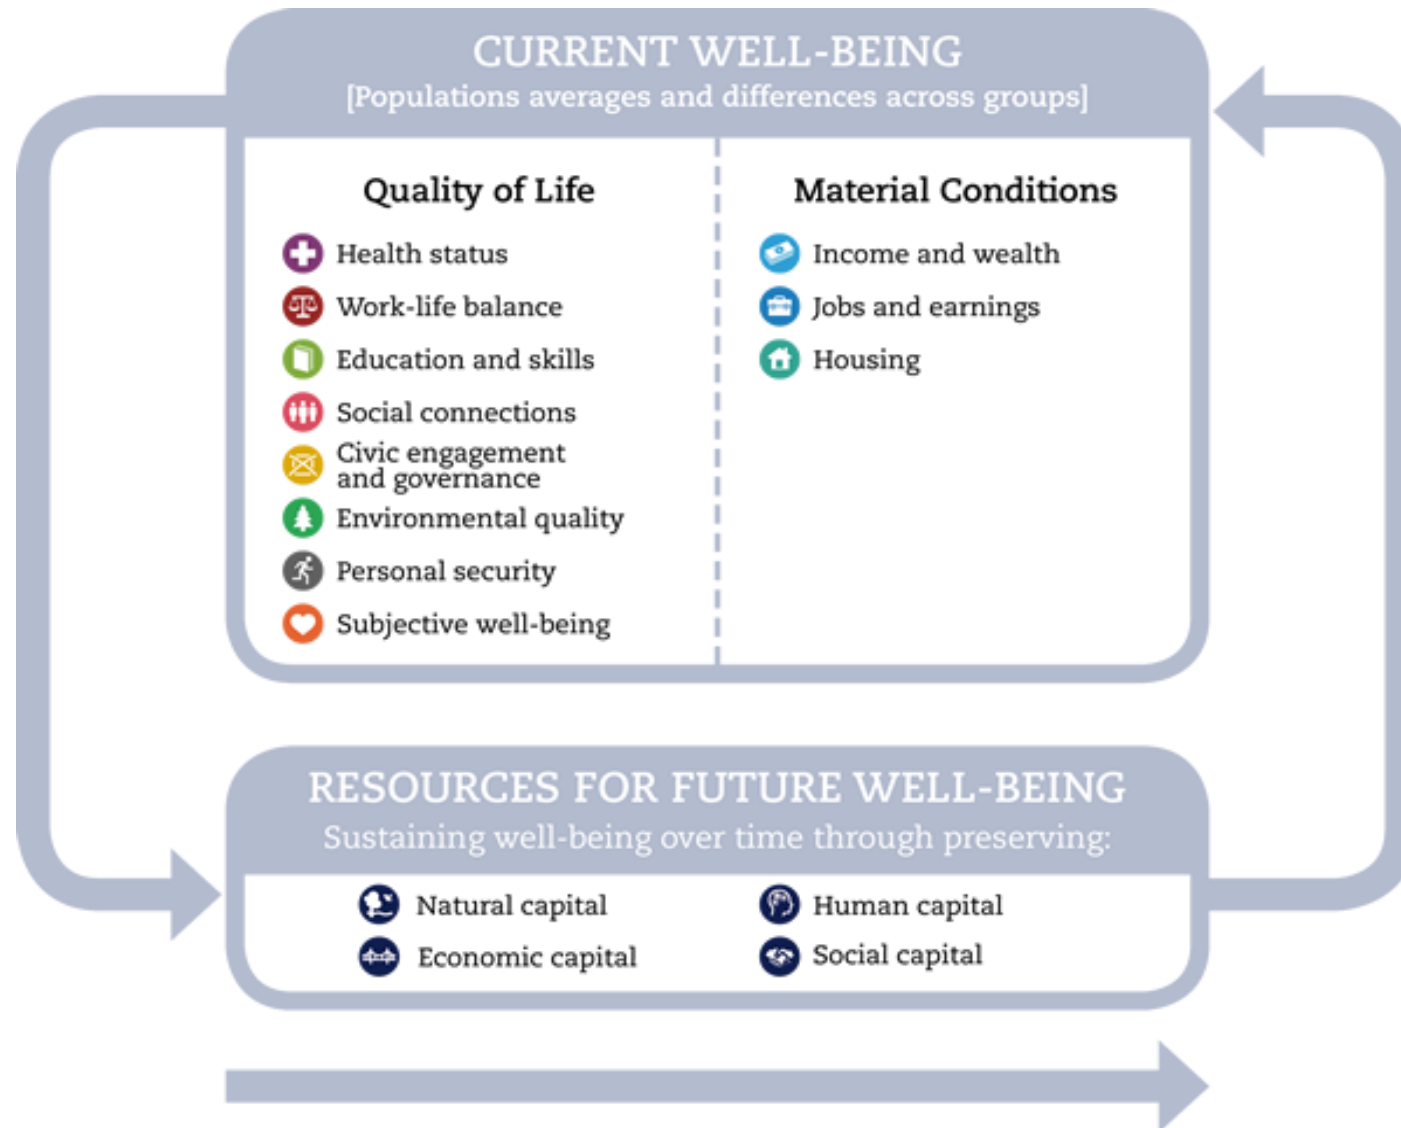 CURRENT WELL-BEING
[Populations averages and differences across groups]
Quality of Life
Health status
Work-life balance
Education and skills
Social connections
Civic engagement
and governance
Environmental quality
Personal security
Subjective well-being
Material Conditions
Income and wealth
Jobs and earnings
Housing
RESOURCES FOR FUTURE WELL-BEING
Sustaining well-being over time through preserving:
Natural capital
Human capital
Economic capital
Social capital